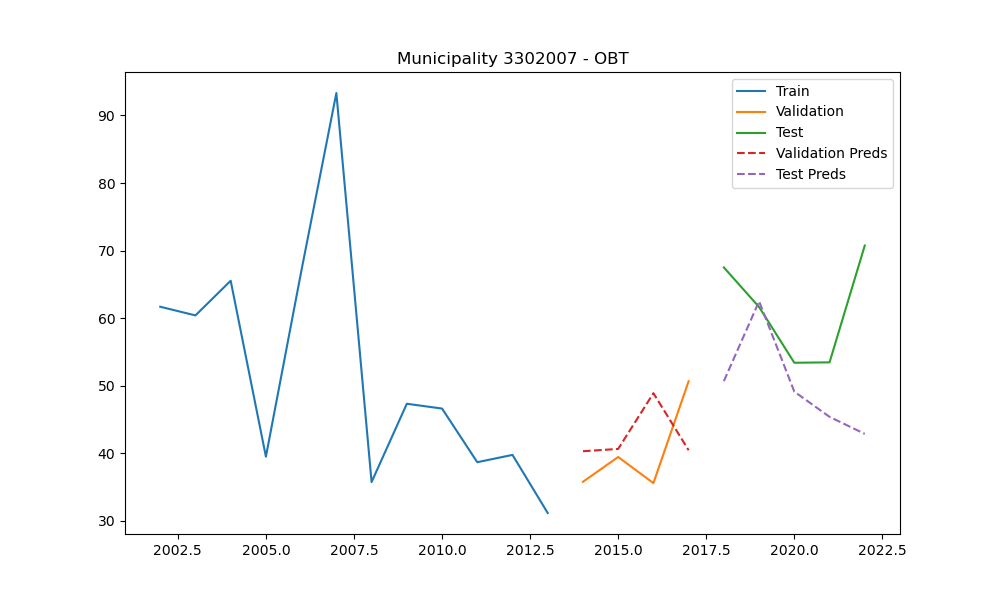 Municipality 3302007 - OBT
Train
Validation
Test
Validation Preds
Test Preds
90
80
70
60
50
40
30
2002.5 2005.0 2007.5 2010.0 2012.5 2015.0 2017.5 2020.0 2022.5